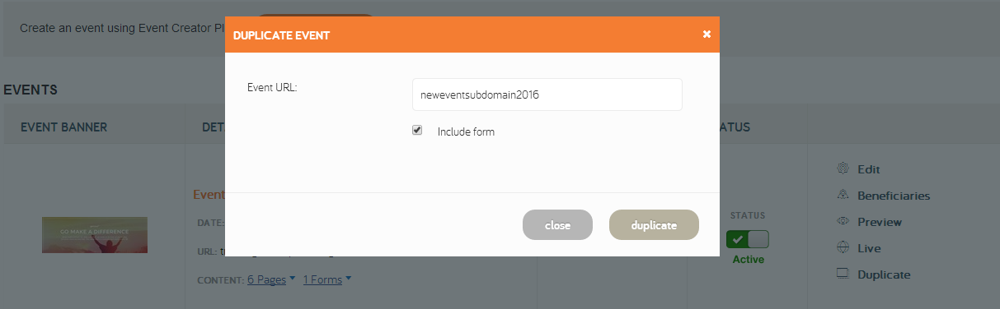 Create an event using Event Creator Pl
DUPLICATE EVENT
Event URL:
neweventsubdomain2016
Include form
close
duplicate
EVENTS
EVENT BANNER
DET
ATUS
GO MAKE A DIFFERENCE
Event
DATE:
URL:
CONTENT: 6 Pages 1 Forms
STATUS
Active
Edit
Beneficiaries
Preview
Live
Duplicate